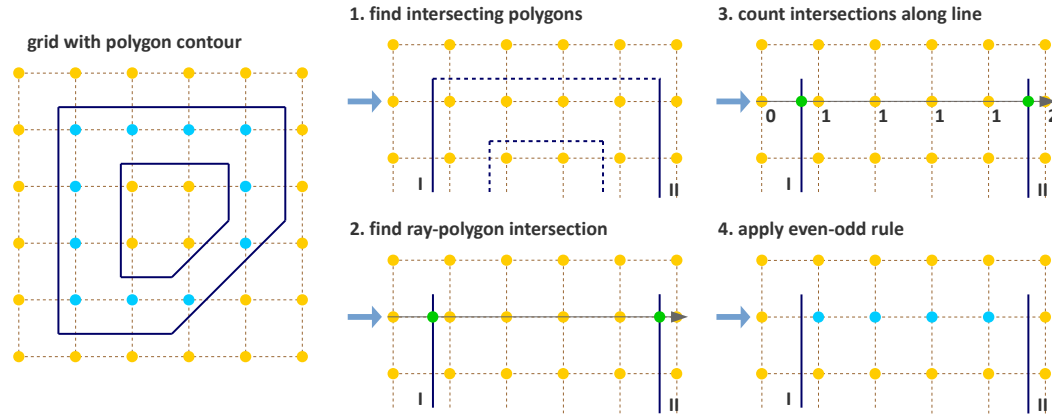 grid with polygon contour
1. find intersecting polygons
I
II
2. find ray-polygon intersection
I
II
3. count intersections along line
0 1 1 1 1 2
I
II
4. apply even-odd rule
I
II